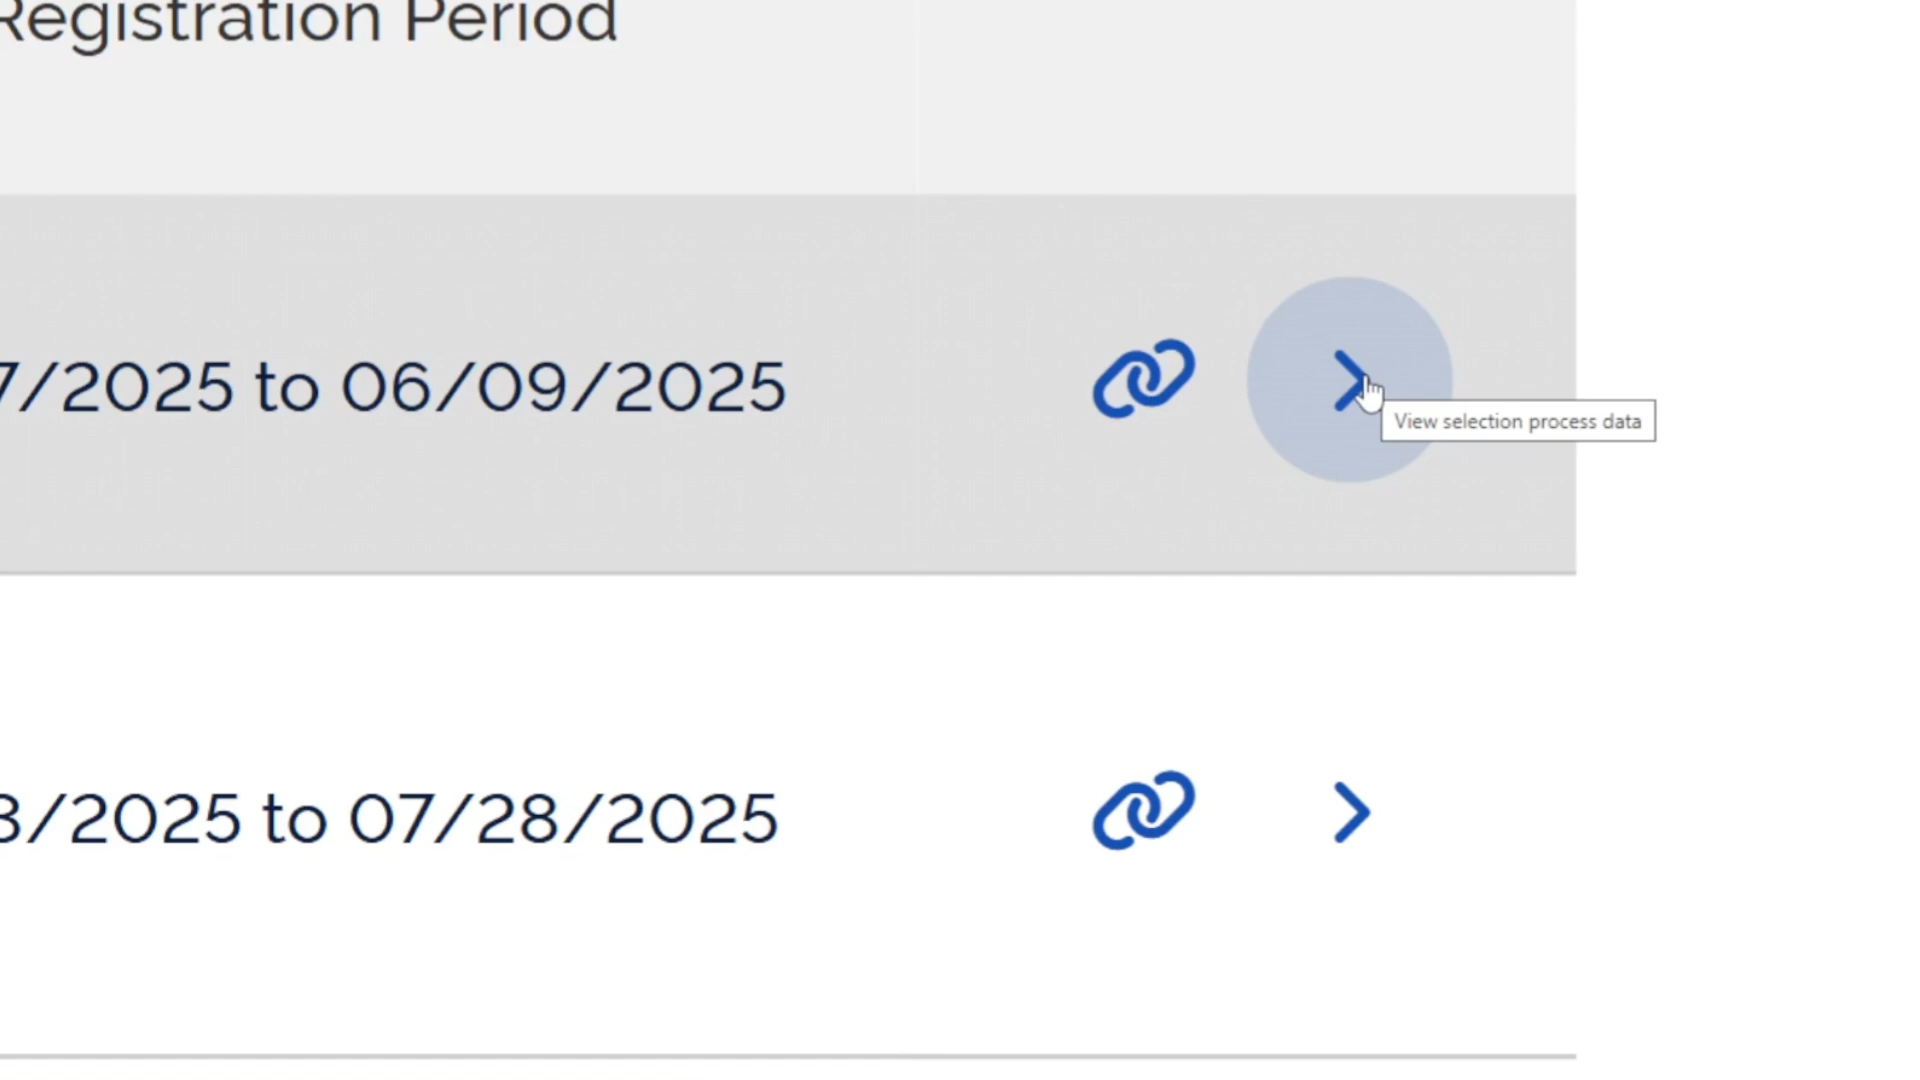 Registration Period
7/2025 to 06/09/2025
View selection process data
3/2025 to 07/28/2025